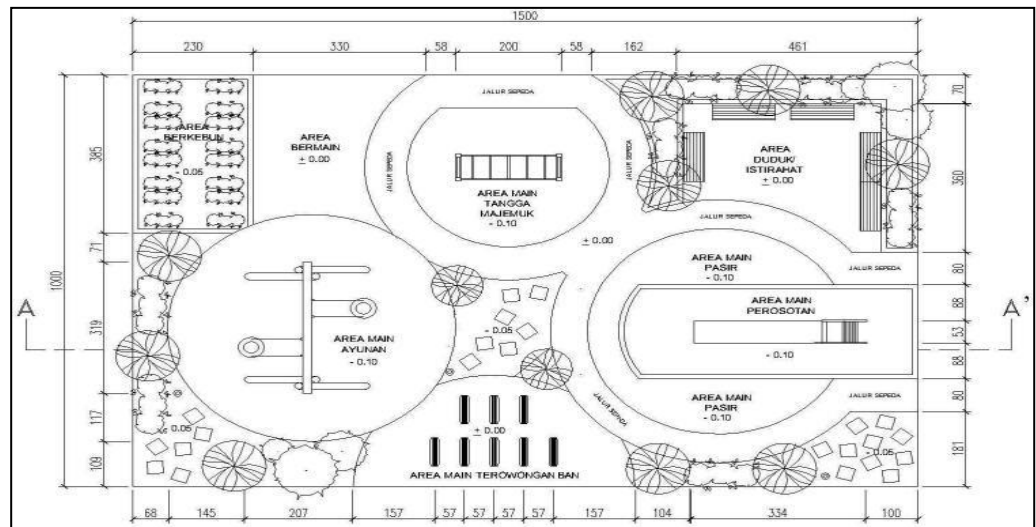 1500
230 330 58 200 58 162 461
1000
385
71
319
117
109
70
360
80
88
53
88
80
181
JALUR SEPEDA
AREA
BERKEBUN
- 0.05
AREA
BERMAIN
± 0.00
JALUR SEPEDA
AREA MAIN
TANGGA
MAJEMUK
- 0.10
JALUR SEPEDA
AREA
DUDUK/
ISTIRAHAT
± 0.00
JALUR SEPEDA
± 0.00
AREA MAIN
PASIR
- 0.10
JALUR SEPEDA
A
A'
AREA MAIN
AYUNAN
- 0.10
- 0.05
AREA MAIN
PEROSOTAN
- 0.10
JALUR SEPEDA
AREA MAIN
PASIR
- 0.10
JALUR SEPEDA
- 0.05
± 0.00
AREA MAIN TEROWONGAN BAN
- 0.05
68 145 207 157 57 57 57 57 157 104 334 100